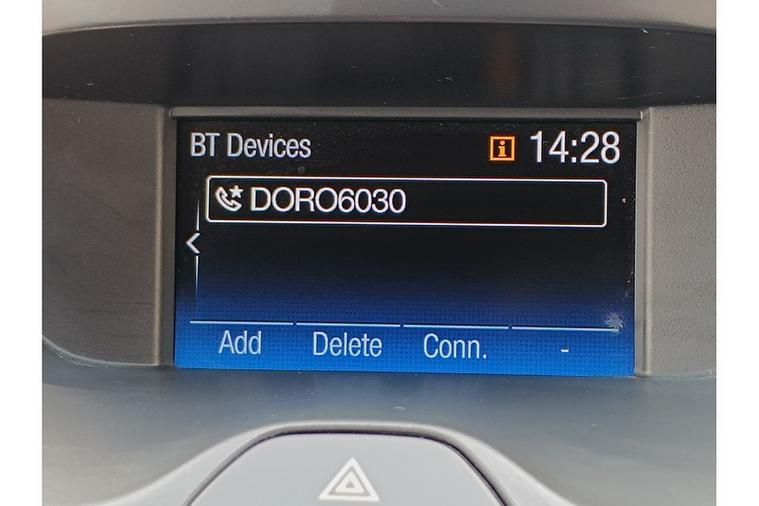 BT Devices i 14:28
DORO6030
Add Delete Conn. -